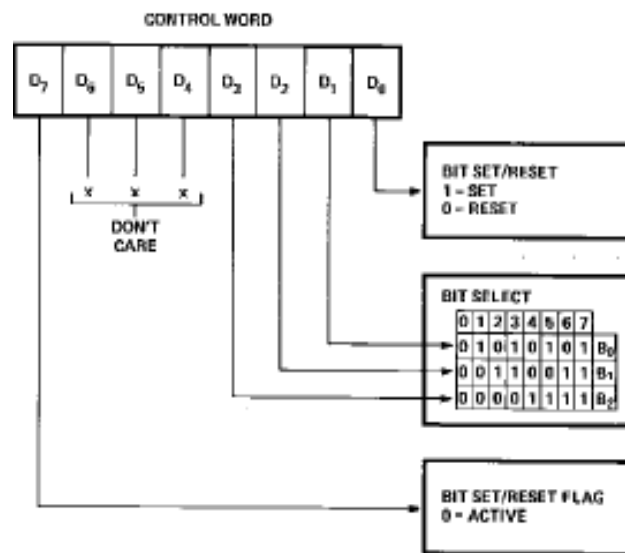 CONTROL WORD
D7 D6 D5 D4 D3 D2 D1 D0
X X X
DON'T
CARE
BIT SET/RESET
1 – SET
0 – RESET
BIT SELECT
0 1 2 3 4 5 6 7
0 1 0 1 0 1 0 1 B0
0 0 1 1 0 0 1 1 B1
0 0 0 0 1 1 1 1 B2
BIT SET/RESET FLAG
0 = ACTIVE